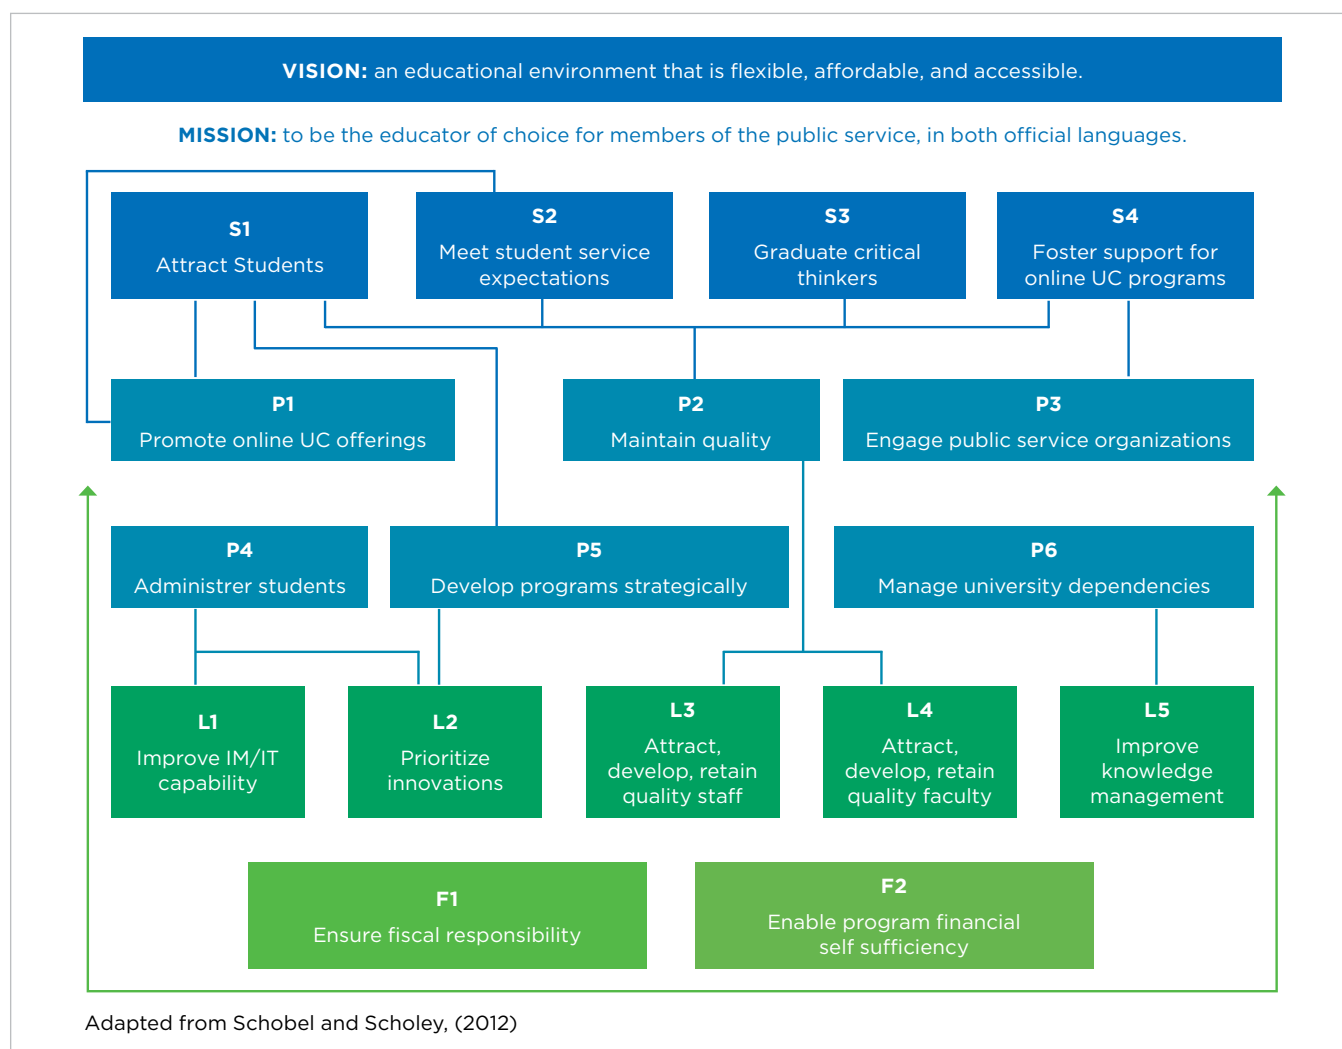 VISION: an educational environment that is flexible, affordable, and accessible.
MISSION: to be the educator of choice for members of the public service, in both official languages.
S1
Attract Students
S2
Meet student service
expectations
S3
Graduate critical
thinkers
S4
Foster support for
online UC programs
P1
Promote online UC offerings
P2
Maintain quality
P3
Engage public service organizations
P4
Administrer students
P5
Develop programs strategically
P6
Manage university dependencies
L1
Improve IM/IT
capability
L2
Prioritize
innovations
L3
Attract,
develop, retain
quality staff
L4
Attract,
develop, retain
quality faculty
L5
Improve
knowledge
management
F1
Ensure fiscal responsibility
F2
Enable program financial
self sufficiency
Adapted from Schobel and Scholey, (2012)